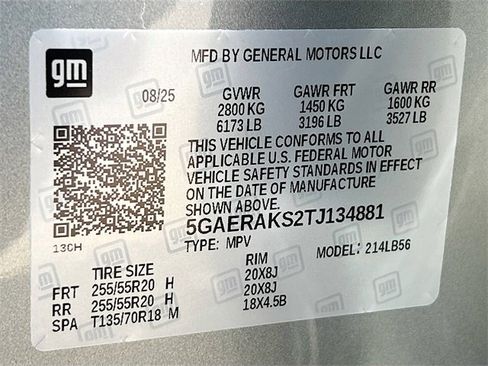 gm
MFD BY GENERAL MOTORS LLC
08/25 GVWR GAWR FRT GAWR RR
2800 KG 1450 KG 1600 KG
6173 LB 3196 LB 3527 LB
THIS VEHICLE CONFORMS TO ALL
APPLICABLE U.S. FEDERAL MOTOR
VEHICLE SAFETY STANDARDS IN EFFECT
ON THE DATE OF MANUFACTURE
SHOWN ABOVE.
5GAERAKS2TJ134881
13CH TYPE: MPV MODEL: 214LB56
TIRE SIZE RIM
FRT 255/55R20 H 20X8J
RR 255/55R20 H 20X8J
SPA T135/70R18 M 18X4.5B